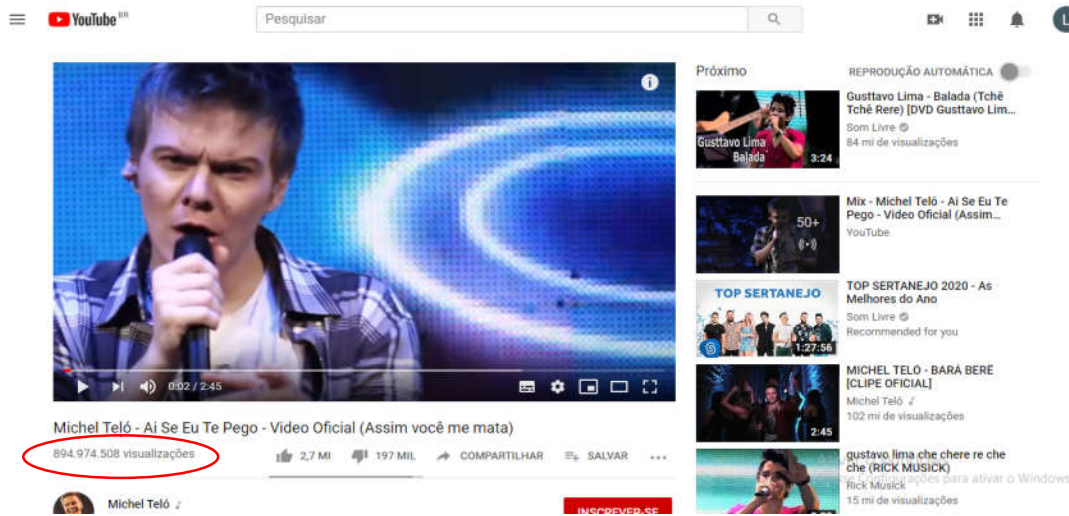 YouTube BR
Pesquisar
L
Próximo
REPRODUÇÃO AUTOMÁTICA
Gusttavo Lima
Balada
3:24
Gusttavo Lima - Balada (Tchê
Tchê Rere) [DVD Gusttavo Lim...
Som Livre
84 mi de visualizações
50+
Mix - Michel Teló - Ai Se Eu Te
Pego - Video Oficial (Assim...
YouTube
TOP SERTANEJO
1:27:56
TOP SERTANEJO 2020 - As
Melhores do Ano
Som Livre
Recommended for you
2:45
MICHEL TELÓ - BARÁ BERÊ
[CLIPE OFICIAL]
Michel Teló
102 mi de visualizações
gustavo lima che chere re che
che (RICK MUSICK)
Rick Musick
15 mi de visualizações
Configurações para ativar o Windows
0:02 / 2:45
Michel Teló - Ai Se Eu Te Pego - Video Oficial (Assim você me mata)
894.974.508 visualizações
2,7 MI
197 MIL
COMPARTILHAR
SALVAR
Michel Teló
INSCREVER-SE